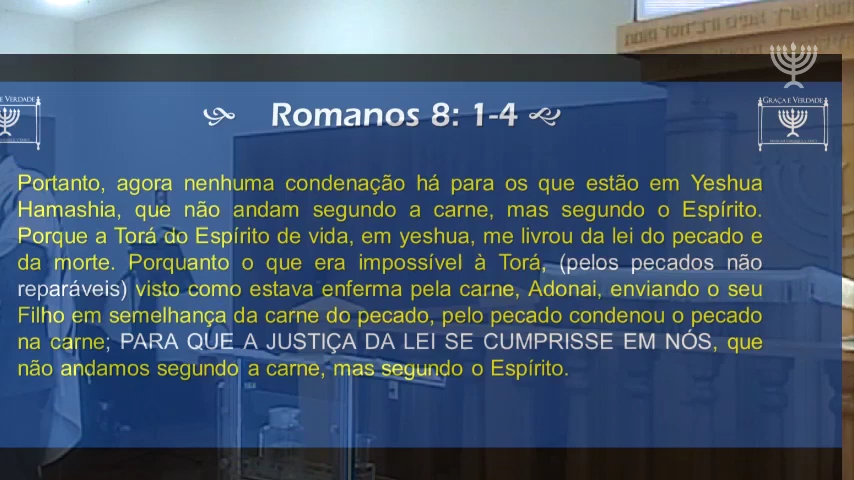 Romanos 8: 1-4
E VERDADE
GRAÇA E VERDADE
Portanto, agora nenhuma condenação há para os que estão em Yeshua
Hamashia, que não andam segundo a carne, mas segundo o Espírito.
Porque a Torá do Espírito de vida, em yeshua, me livrou da lei do pecado e
da morte. Porquanto o que era impossível à Torá, (pelos pecados não
reparáveis) visto como estava enferma pela carne, Adonai, enviando o seu
Filho em semelhança da carne do pecado, pelo pecado condenou o pecado
na carne; PARA QUE A JUSTIÇA DA LEI SE CUMPRISSE EM NÓS, que
não andamos segundo a carne, mas segundo o Espírito.